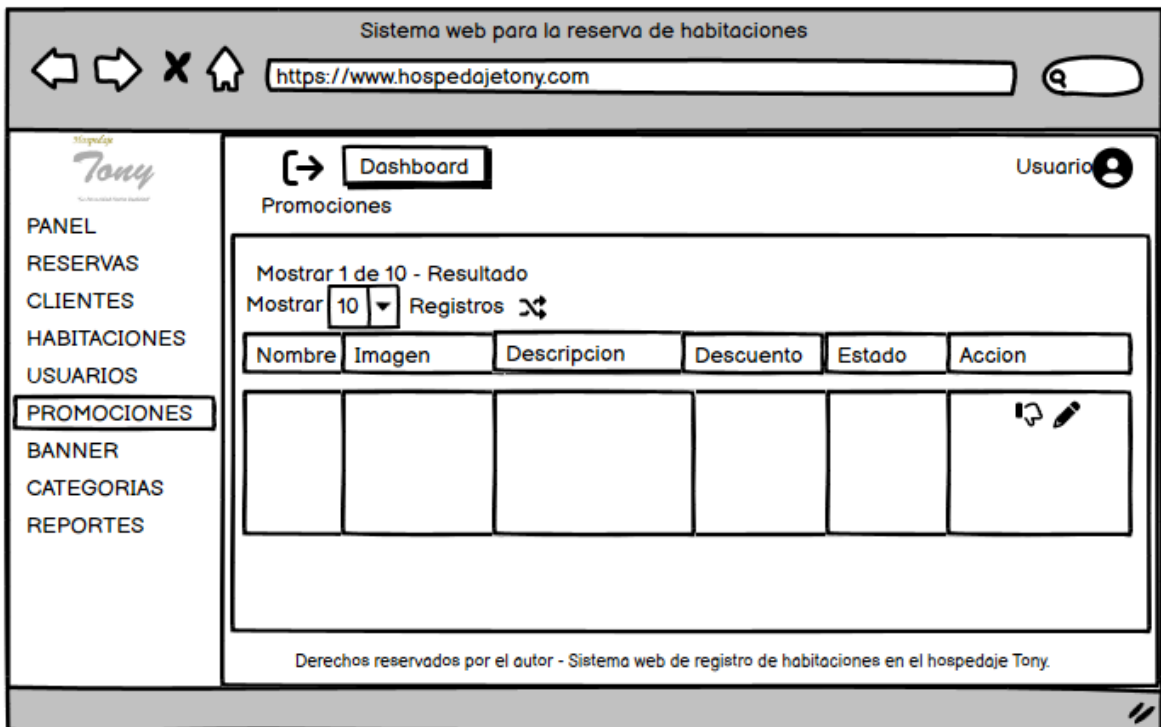 Sistema web para la reserva de habitaciones
https://www.hospedajetony.com
Hospedaje
Tony
PANEL
RESERVAS
CLIENTES
HABITACIONES
USUARIOS
PROMOCIONES
BANNER
CATEGORIAS
REPORTES
Dashboard
Usuario
Promociones
Mostrar 1 de 10 - Resultado
Mostrar 10 Registros
Nombre Imagen Descripcion Descuento Estado Accion
Derechos reservados por el autor - Sistema web de registro de habitaciones en el hospedaje Tony.